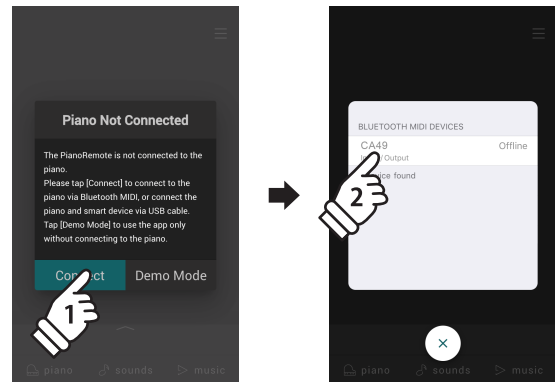 Piano Not Connected
The PianoRemote is not connected to the
piano.
Please tap [Connect] to connect to the
piano via Bluetooth MIDI, or connect the
piano and smart device via USB cable.
Tap [Demo Mode] to use the app only
without connecting to the piano.
Demo Mode
1
piano sounds music
BLUETOOTH MIDI DEVICES
CA49 Offline
/ Output
found
2
piano sounds music